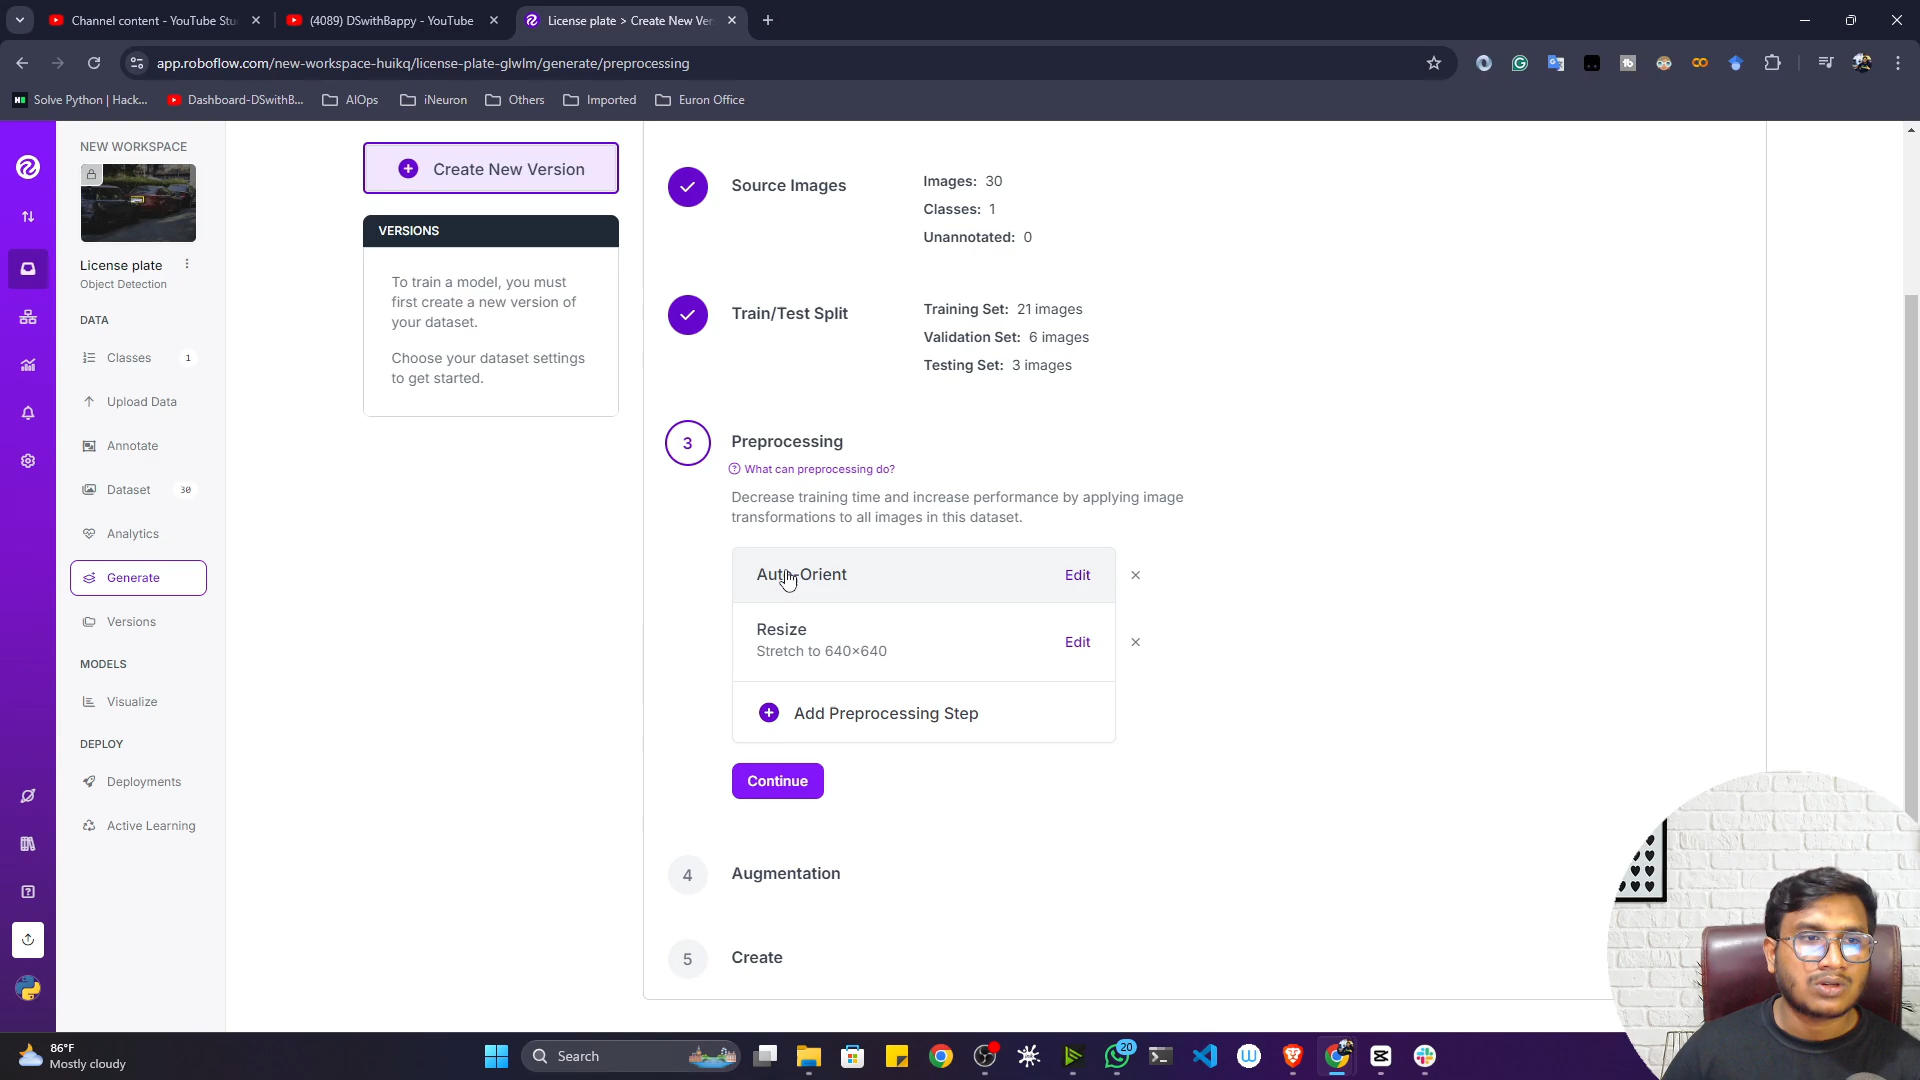 Channel content - YouTube Stu
(4089) DSwithBappy - YouTube
License plate > Create New Ver
app.roboflow.com/new-workspace-huikq/license-plate-glwlm/generate/preprocessing
Solve Python | Hack...
Dashboard-DSwithB...
AIOps
iNeuron
Others
Imported
Euron Office
NEW WORKSPACE
License plate
Object Detection
DATA
Classes 1
Upload Data
Annotate
Dataset 30
Analytics
Generate
Versions
MODELS
Visualize
DEPLOY
Deployments
Active Learning
Create New Version
VERSIONS
To train a model, you must
first create a new version of
your dataset.
Choose your dataset settings
to get started.
Source Images
Images: 30
Classes: 1
Unannotated: 0
Train/Test Split
Training Set: 21 images
Validation Set: 6 images
Testing Set: 3 images
3
Preprocessing
What can preprocessing do?
Decrease training time and increase performance by applying image
transformations to all images in this dataset.
Auto-Orient
Edit
Resize
Stretch to 640×640
Edit
Add Preprocessing Step
Continue
4
Augmentation
5
Create
86°F
Mostly cloudy
Search
20